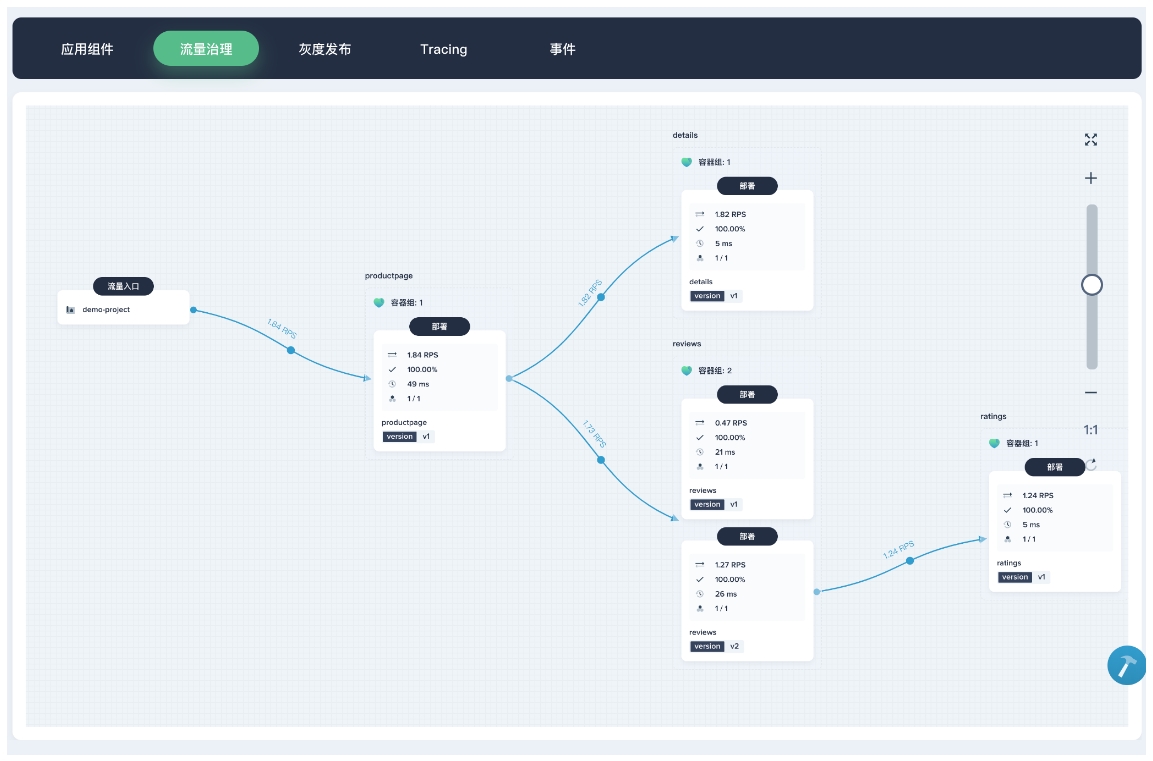 应用组件
流量治理
灰度发布
Tracing
事件
流量入口
demo-project
1.84 RPS
productpage
容器组: 1
部署
1.84 RPS
100.00%
49 ms
1 / 1
productpage
version v1
1.82 RPS
1.73 RPS
details
容器组: 1
部署
1.82 RPS
100.00%
5 ms
1 / 1
details
version v1
reviews
容器组: 2
部署
0.47 RPS
100.00%
21 ms
1 / 1
reviews
version v1
部署
1.27 RPS
100.00%
26 ms
1 / 1
reviews
version v2
1.24 RPS
ratings
容器组: 1
部署
1.24 RPS
100.00%
5 ms
1 / 1
ratings
version v1
1:1